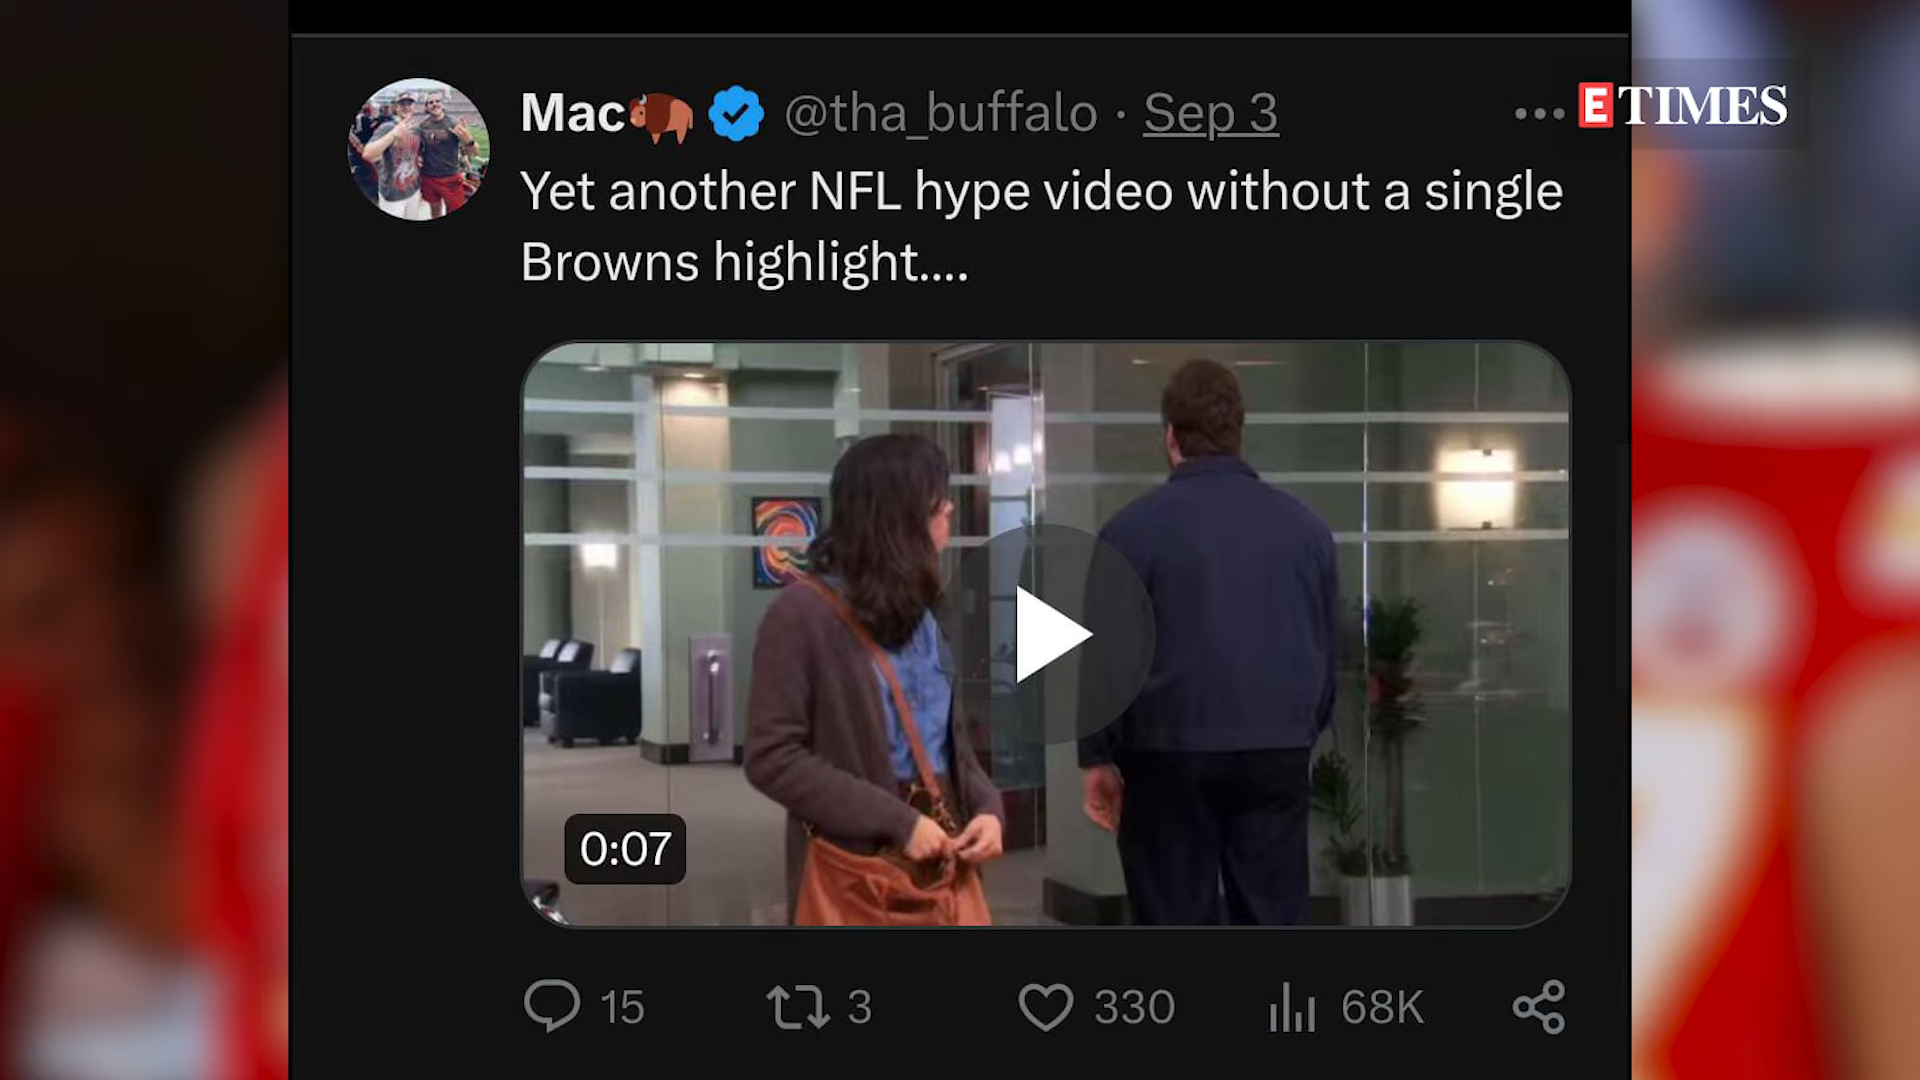 Mac🦬 @tha_buffalo · Sep 3
ETIMES
Yet another NFL hype video without a single
Browns highlight....
0:07
15 3 330 68K